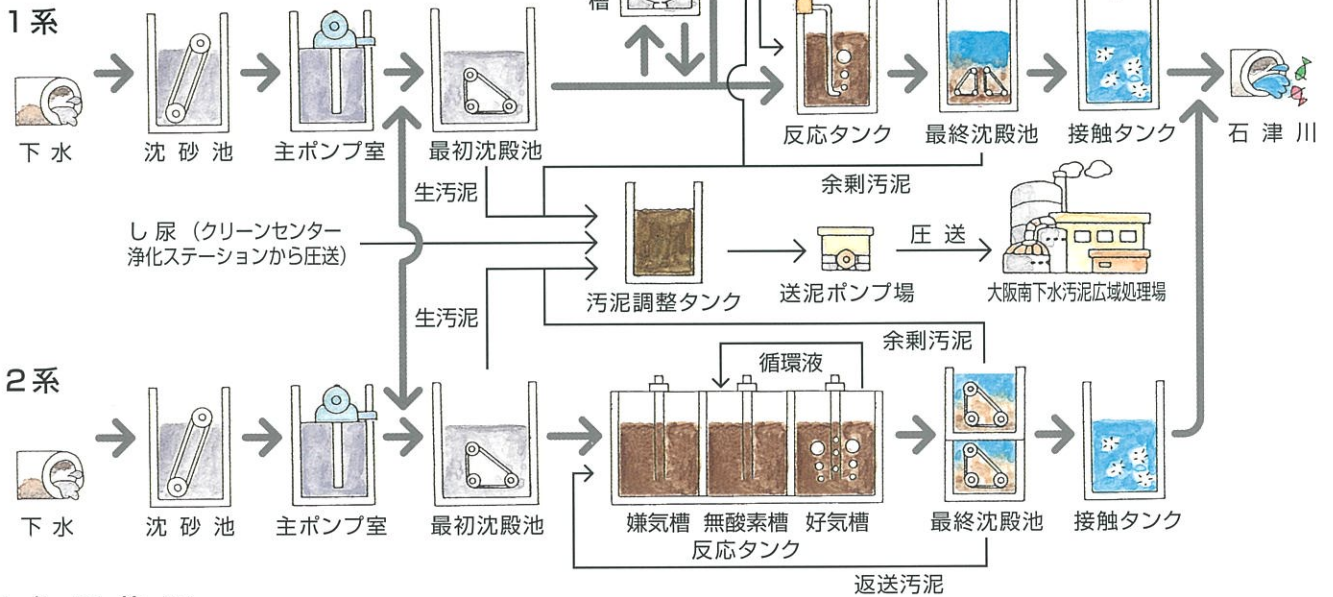 1系
槽
下水
沈砂池
主ポンプ室
最初沈殿池
反応タンク
最終沈殿池
接触タンク
石津川
生汚泥
余剰汚泥
し尿（クリーンセンター
浄化ステーションから圧送）
汚泥調整タンク
送泥ポンプ場
圧送
大阪南下水汚泥広域処理場
生汚泥
余剰汚泥
循環液
2系
下水
沈砂池
主ポンプ室
最初沈殿池
嫌気槽
無酸素槽
好気槽
反応タンク
最終沈殿池
接触タンク
返送汚泥